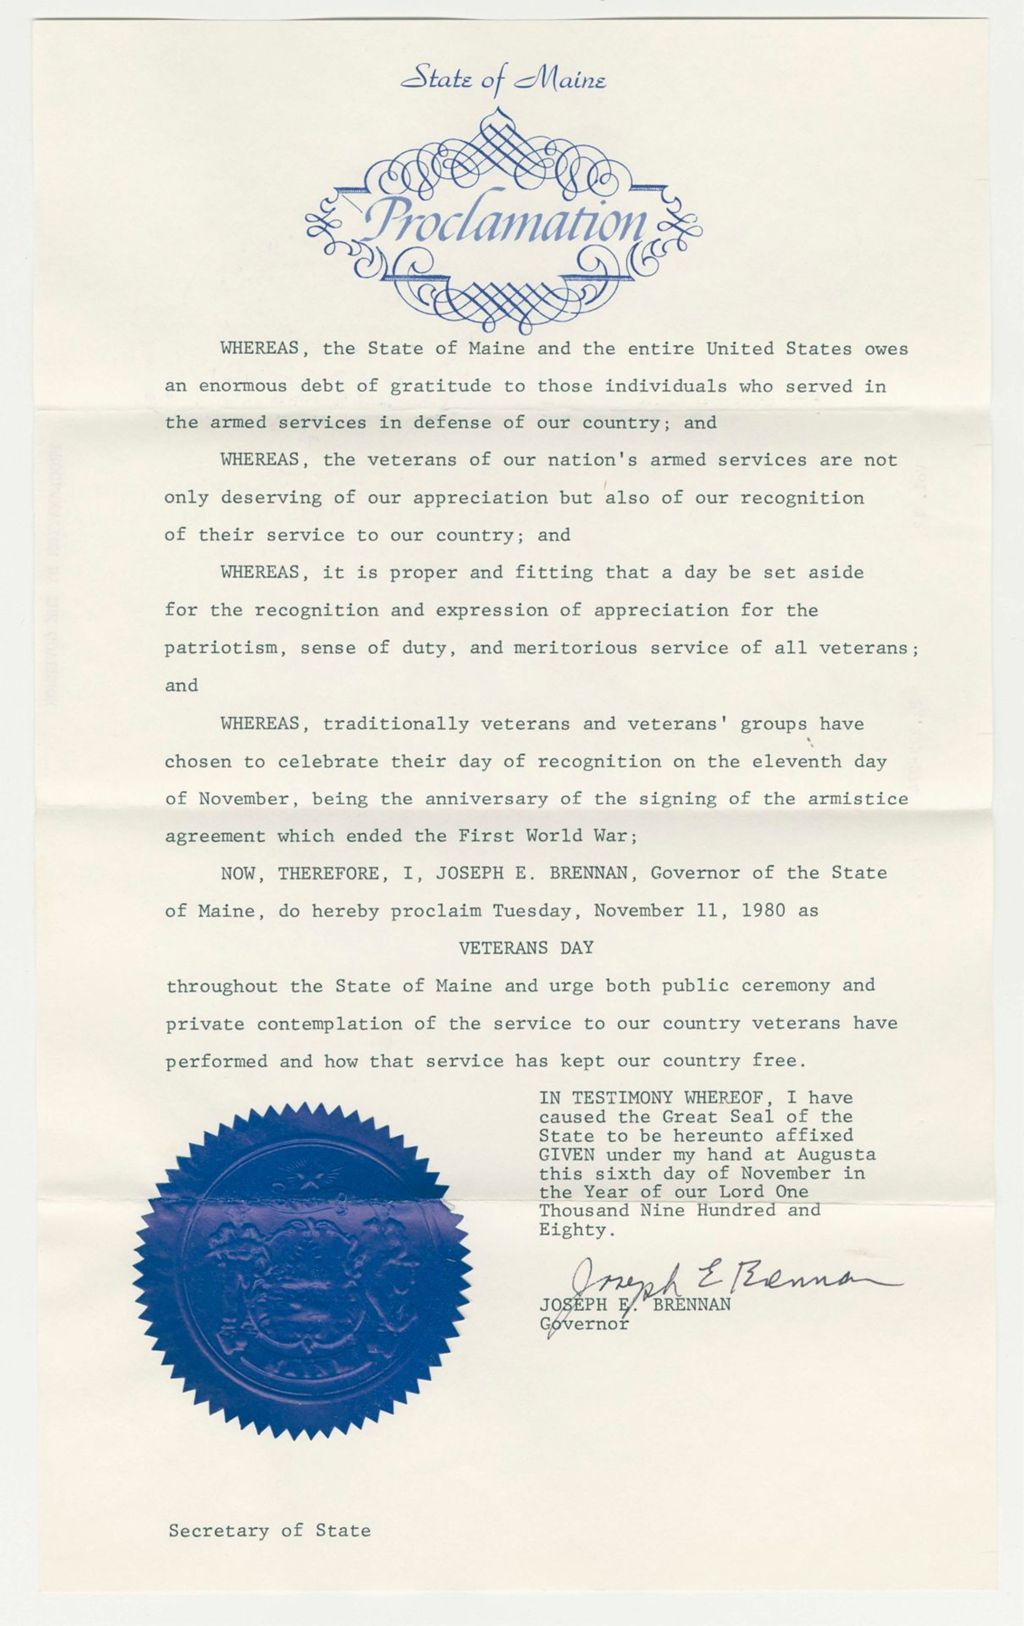 State of Maine
Proclamation
WHEREAS, the State of Maine and the entire United States owes
an enormous debt of gratitude to those individuals who served in
the armed services in defense of our country; and
WHEREAS, the veterans of our nation's armed services are not
only deserving of our appreciation but also of our recognition
of their service to our country; and
WHEREAS, it is proper and fitting that a day be set aside
for the recognition and expression of appreciation for the
patriotism, sense of duty, and meritorious service of all veterans;
and
WHEREAS, traditionally veterans and veterans' groups have
chosen to celebrate their day of recognition on the eleventh day
of November, being the anniversary of the signing of the armistice
agreement which ended the First World War;
NOW, THEREFORE, I, JOSEPH E. BRENNAN, Governor of the State
of Maine, do hereby proclaim Tuesday, November 11, 1980 as
VETERANS DAY
throughout the State of Maine and urge both public ceremony and
private contemplation of the service to our country veterans have
performed and how that service has kept our country free.
IN TESTIMONY WHEREOF, I have
caused the Great Seal of the
State to be hereunto affixed
GIVEN under my hand at Augusta
this sixth day of November in
the Year of our Lord One
Thousand Nine Hundred and
Eighty.
Joseph E Brennan
JOSEPH E. BRENNAN
Governor
Secretary of State